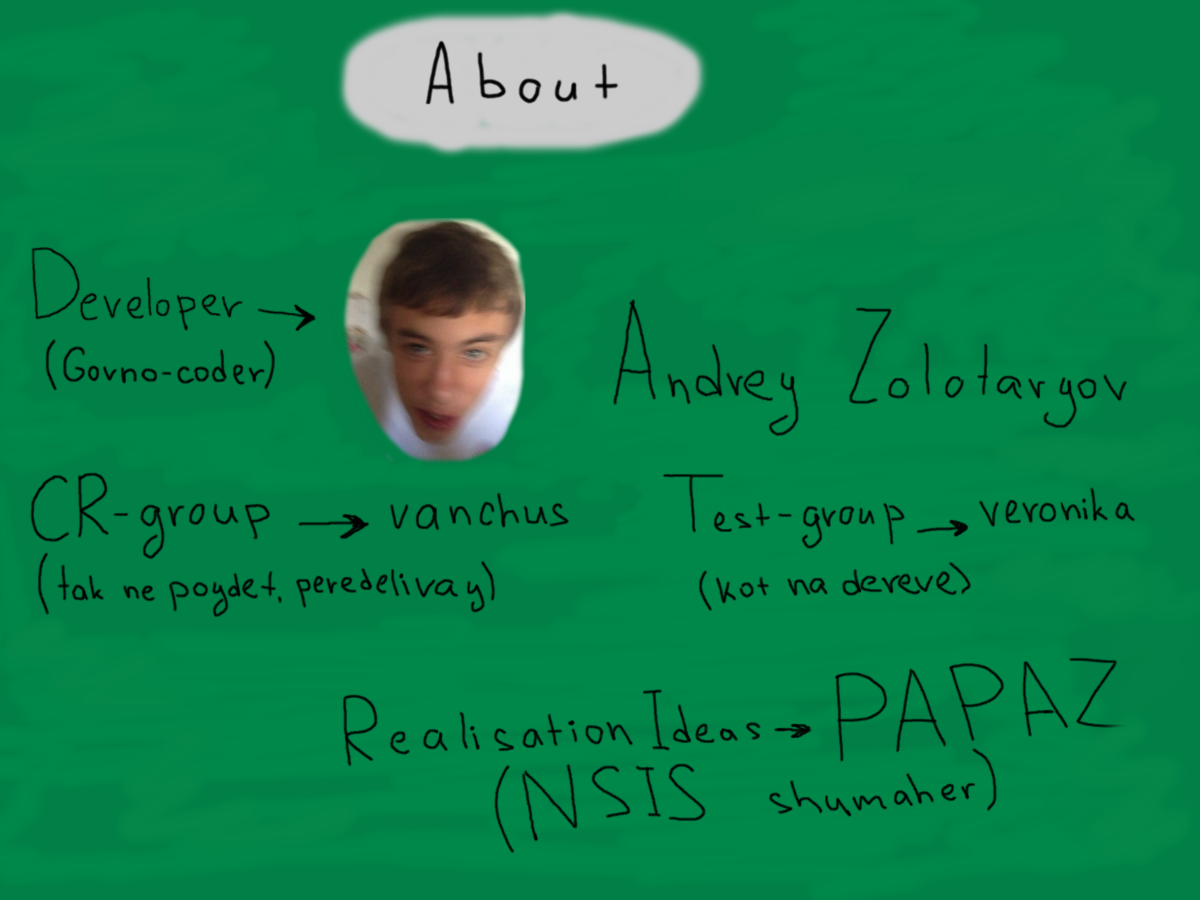 About
Developer →
(Govno-coder)
Andrey Zolotaryov
CR-group → vanchus
(tak ne poydet, peredelivay)
Test-group → veronika
(kot na dereve)
Realisation Ideas → PAPAZ
(NSIS shumaher)